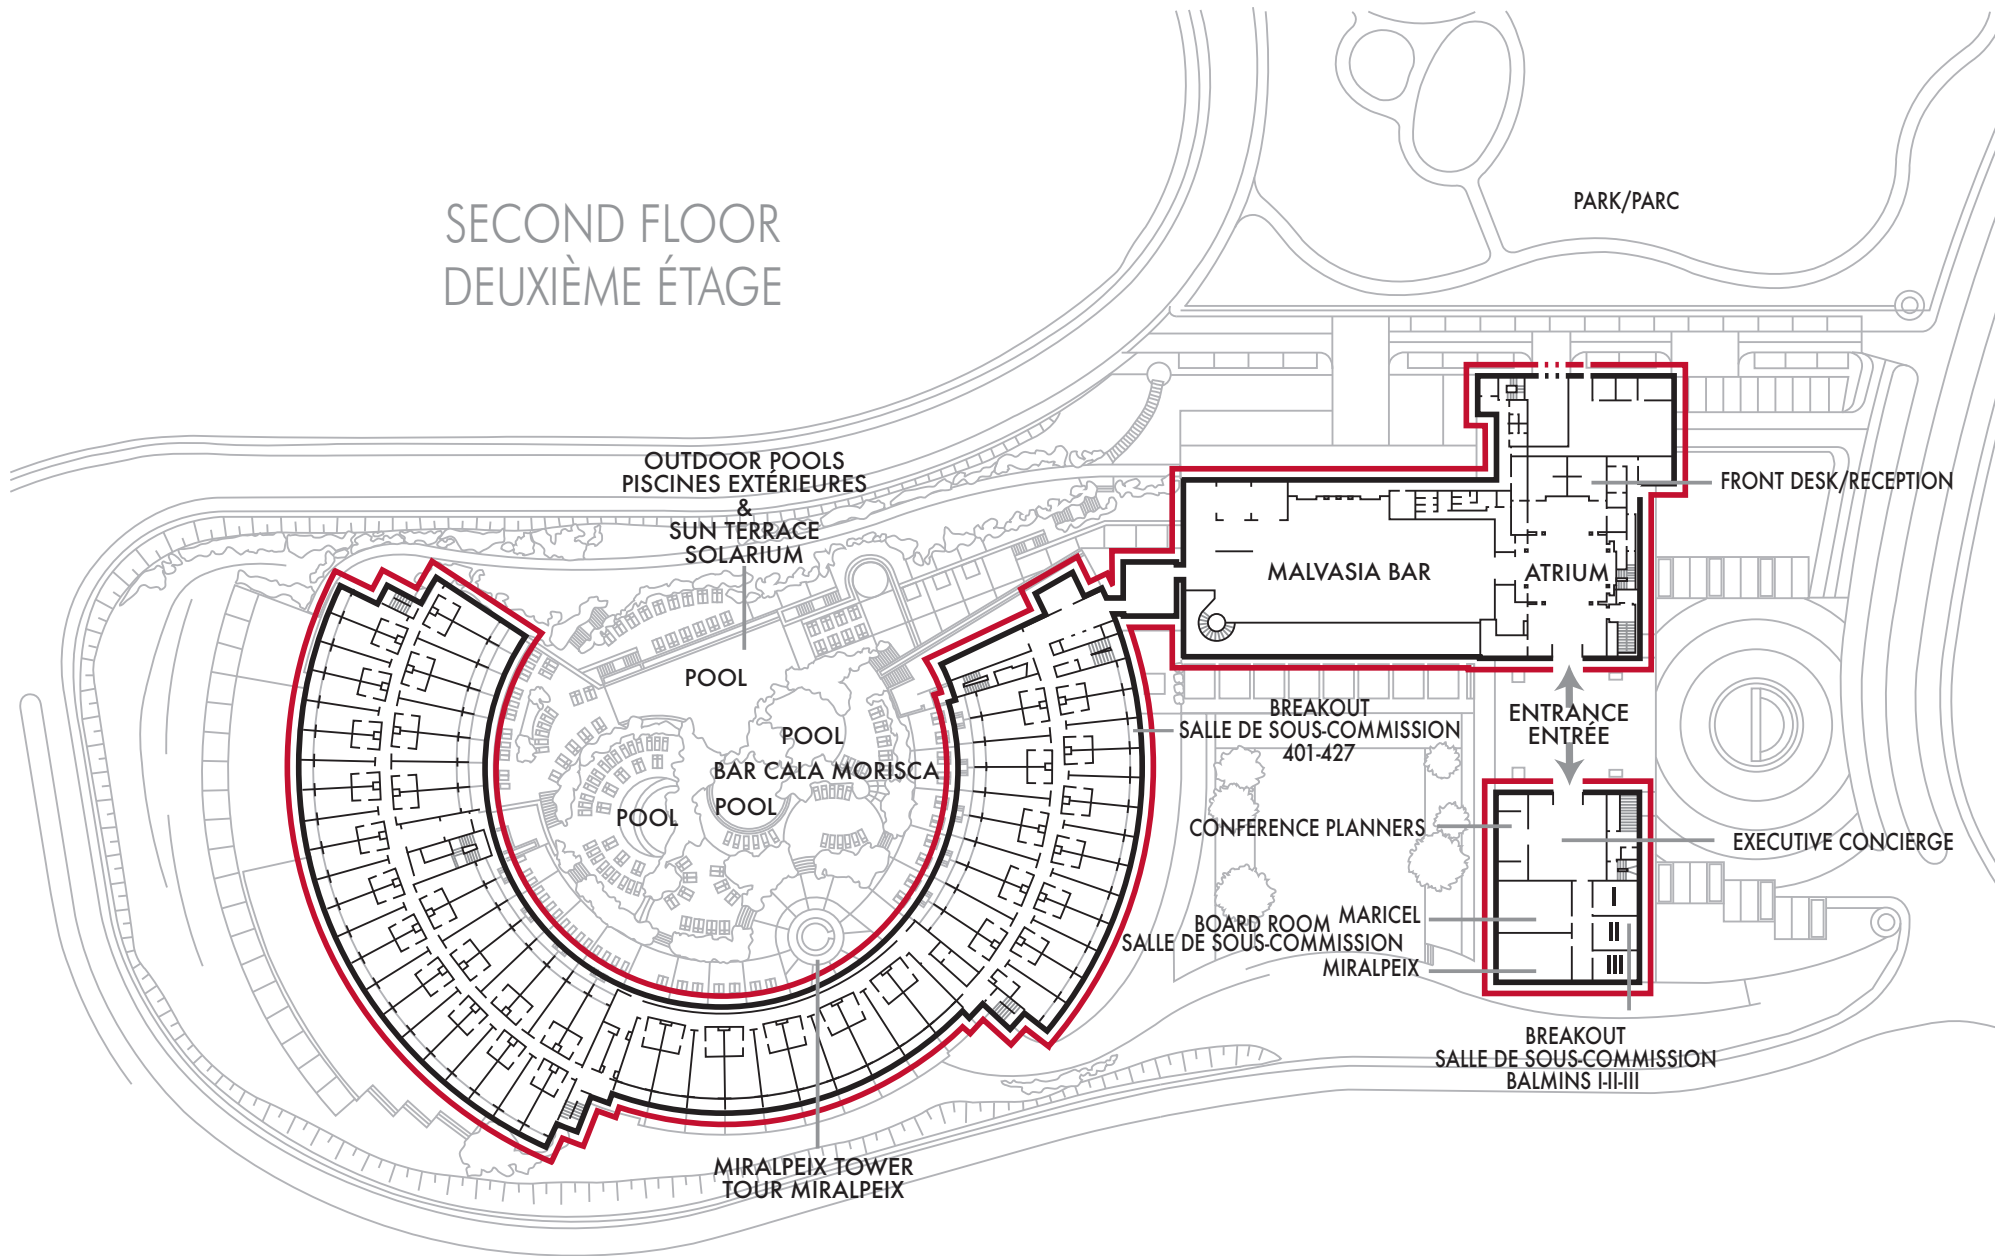 PARK/PARC
SECOND FLOOR
DEUXIÈME ÉTAGE
OUTDOOR POOLS
PISCINES EXTÉRIEURES
&
SUN TERRACE
SOLARIUM
FRONT DESK/RECEPTION
MALVASIA BAR
ATRIUM
POOL
POOL
BAR CALA MORISCA
POOL
POOL
BREAKOUT
SALLE DE SOUS-COMMISSION
401-427
ENTRANCE
ENTRÉE
CONFERENCE PLANNERS
EXECUTIVE CONCIERGE
BOARD ROOM
SALLE DE SOUS-COMMISSION
MARICEL
MIRALPEIX
I
II
III
BREAKOUT
SALLE DE SOUS-COMMISSION
BALMINS I-II-III
MIRALPEIX TOWER
TOUR MIRALPEIX